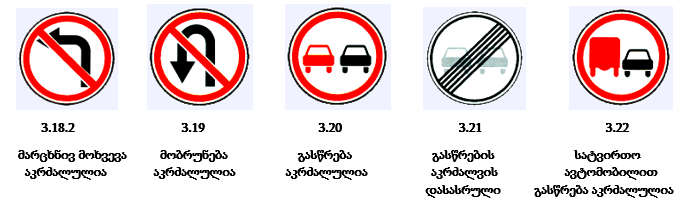 3.18.2 3.19 3.20 3.21 3.22
მარცხნივ მოხვევა
აკრძალულია
მობრუნება
აკრძალულია
გასწრება
აკრძალულია
გასწრების
აკრძალვის
დასასრული
სატვირთო
ავტომობილით
გასწრება აკრძალულია